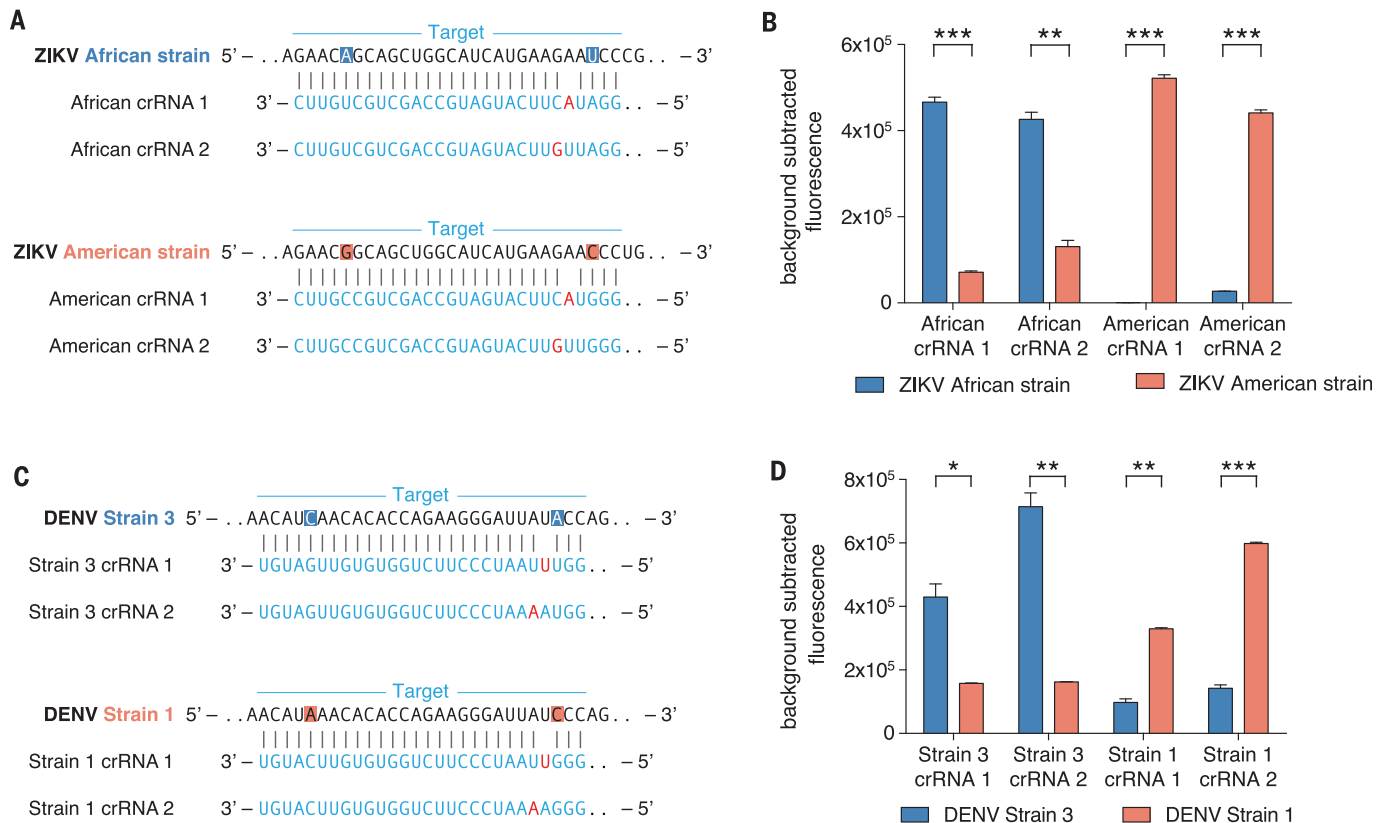 A
Target
ZIKV African strain 5' – . . AGAACAGCAGCUGGCAUCAUGAAGAAUCCCG . . – 3'
African crRNA 1 3' – CUUGUCGUCGACCGUAGUACUUCAUAGG . . – 5'
African crRNA 2 3' – CUUGUCGUCGACCGUAGUACUUGUUAGG . . – 5'
Target
ZIKV American strain 5' – . . AGAACGGCAGCUGGCAUCAUGAAGAACCCUG . . – 3'
American crRNA 1 3' – CUUGCCGUCGACCGUAGUACUUCAUGGG . . – 5'
American crRNA 2 3' – CUUGCCGUCGACCGUAGUACUUGUUGGG . . – 5'
B
background subtracted
fluorescence
6x10⁵
4x10⁵
2x10⁵
0
*** ** *** ***
African crRNA 1
African crRNA 2
American crRNA 1
American crRNA 2
ZIKV African strain
ZIKV American strain
C
Target
DENV Strain 3 5' – . . AACAUCAACACACCAGAAGGGAUUAUACCAG . . – 3'
Strain 3 crRNA 1 3' – UGUAGUUGUGUGGUCUUCCCUAAUUUGG . . – 5'
Strain 3 crRNA 2 3' – UGUAGUUGUGUGGUCUUCCCUAAAAUGG . . – 5'
Target
DENV Strain 1 5' – . . AACAUAAACACACCAGAAGGGAUUAUCCCAG . . – 3'
Strain 1 crRNA 1 3' – UGUACUUGUGUGGUCUUCCCUAAUUGGG . . – 5'
Strain 1 crRNA 2 3' – UGUACUUGUGUGGUCUUCCCUAAAAGGG . . – 5'
D
background subtracted
fluorescence
8x10⁵
6x10⁵
4x10⁵
2x10⁵
0
* ** ** ***
Strain 3 crRNA 1
Strain 3 crRNA 2
Strain 1 crRNA 1
Strain 1 crRNA 2
DENV Strain 3
DENV Strain 1